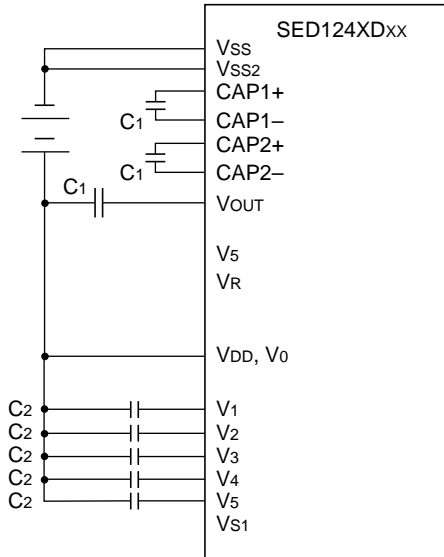 SED124XDXX
VSS
VSS2
CAP1+
C1
CAP1–
CAP2+
C1
CAP2–
C1
VOUT
V5
VR
VDD, V0
C2
V1
C2
V2
C2
V3
C2
V4
C2
V5
VS1